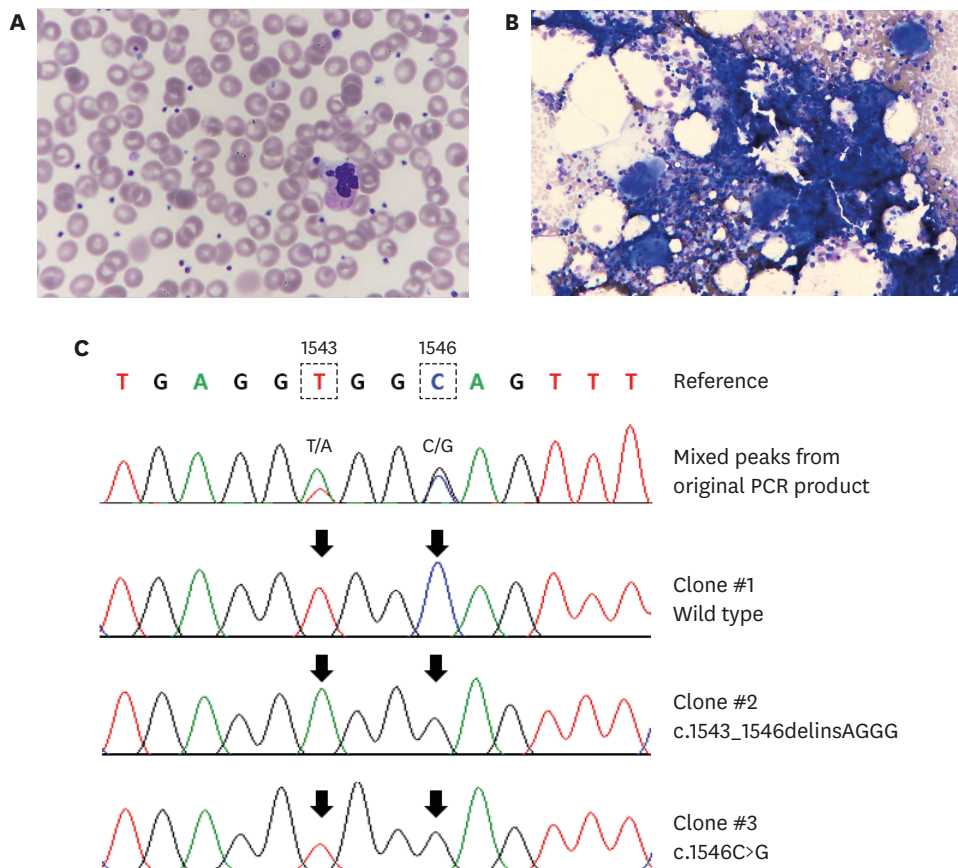 A
B
C
1543 1546
T G A G G T G G C A G T T T Reference
T/A C/G
Mixed peaks from
original PCR product
Clone #1
Wild type
Clone #2
c.1543_1546delinsAGGG
Clone #3
c.1546C>G